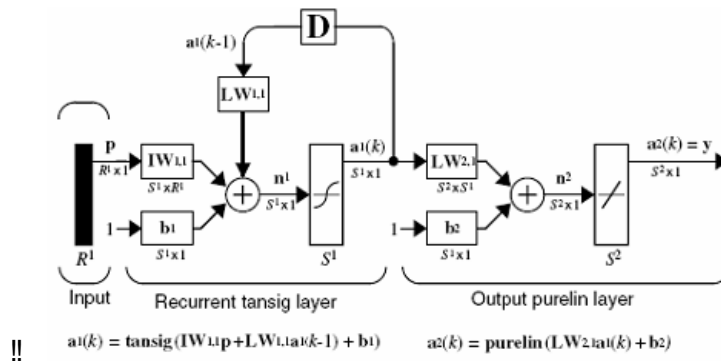 D
a¹(k-1)
LW1,1
p
R¹ x 1
IW1,1
S¹ x R¹
n¹
S¹ x 1
a¹(k)
S¹ x 1
LW2,1
S² x S¹
n²
S² x 1
a²(k) = y
S² x 1
1
b1
S¹ x 1
1
b2
S¹ x 1
R¹
S¹
S²
Input
Recurrent tansig layer
Output purelin layer
!!
a¹(k) = tansig (IW1,1p+LW1,1a¹(k-1) + b1)
a²(k) = purelin (LW2,1a¹(k) + b2)